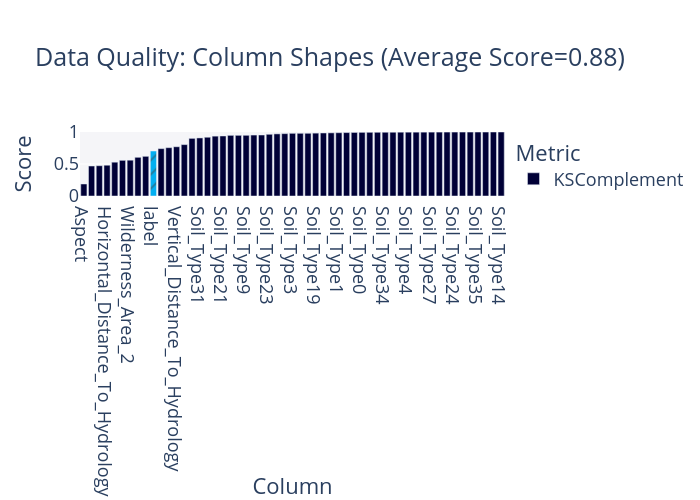 Data Quality: Column Shapes (Average Score=0.88)
Score
1
0.5
0
Aspect
Horizontal_Distance_To_Hydrology
Wilderness_Area_2
label
Vertical_Distance_To_Hydrology
Soil_Type31
Soil_Type21
Soil_Type9
Soil_Type23
Soil_Type3
Soil_Type19
Soil_Type1
Soil_Type0
Soil_Type34
Soil_Type4
Soil_Type27
Soil_Type24
Soil_Type35
Soil_Type14
Column
Metric
KSComplement